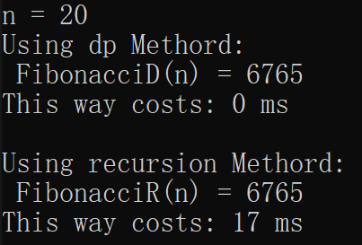 n = 20
Using dp Methord:
 FibonacciD(n) = 6765
This way costs: 0 ms

Using recursion Methord:
 FibonacciR(n) = 6765
This way costs: 17 ms